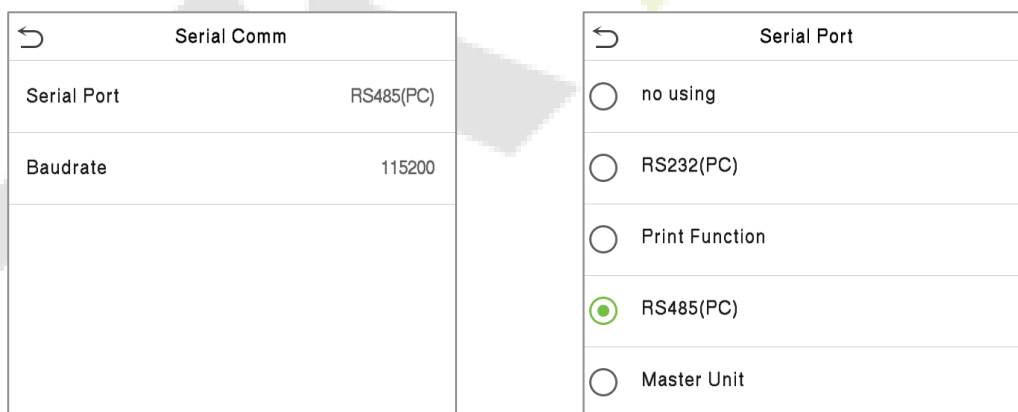 Serial Comm
Serial Port RS485(PC)
Baudrate 115200
Serial Port
no using
RS232(PC)
Print Function
RS485(PC)
Master Unit